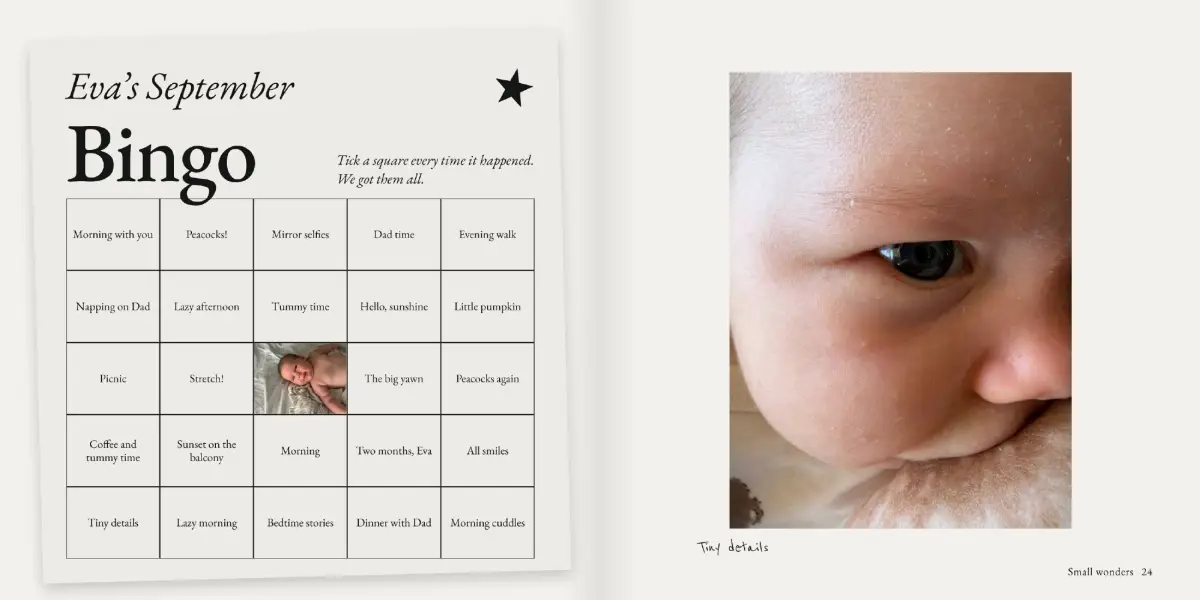 Eva's September
Bingo
Tick a square every time it happened.
We got them all.
Morning with you
Peacocks!
Mirror selfies
Dad time
Evening walk
Napping on Dad
Lazy afternoon
Tummy time
Hello, sunshine
Little pumpkin
Picnic
Stretch!
The big yawn
Peacocks again
Coffee and
tummy time
Sunset on the
balcony
Morning
Two months, Eva
All smiles
Tiny details
Lazy morning
Bedtime stories
Dinner with Dad
Morning cuddles
Tiny details
Small wonders 24